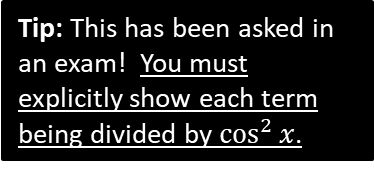 Tip: This has been asked in
an exam! You must
explicitly show each term
being divided by cos² x.